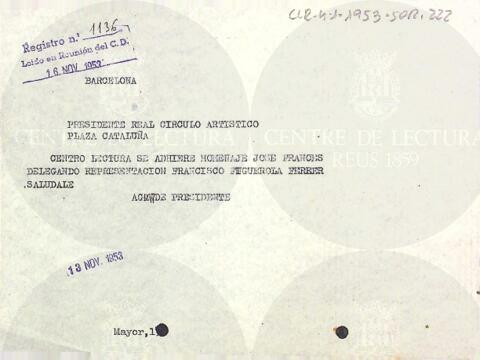 CLR-4.1-1953-SOR.222
Registro n.º 1136
Leído en Reunión del C.D.
16 NOV. 1953
BARCELONA
PRESIDENTE REAL CIRCULO ARTISTICO
PLAZA CATALUÑA
CENTRO LECTURA SE ADHIERE HOMENAJE JOSE FRANCES
DELEGANDO REPRESENTACION FRANCISCO FIGUEROLA FERRER
SALUDALE
PRESIDENTE
13 NOV. 1953
Mayor,
CENTRE DE LECTURA
REUS 1859